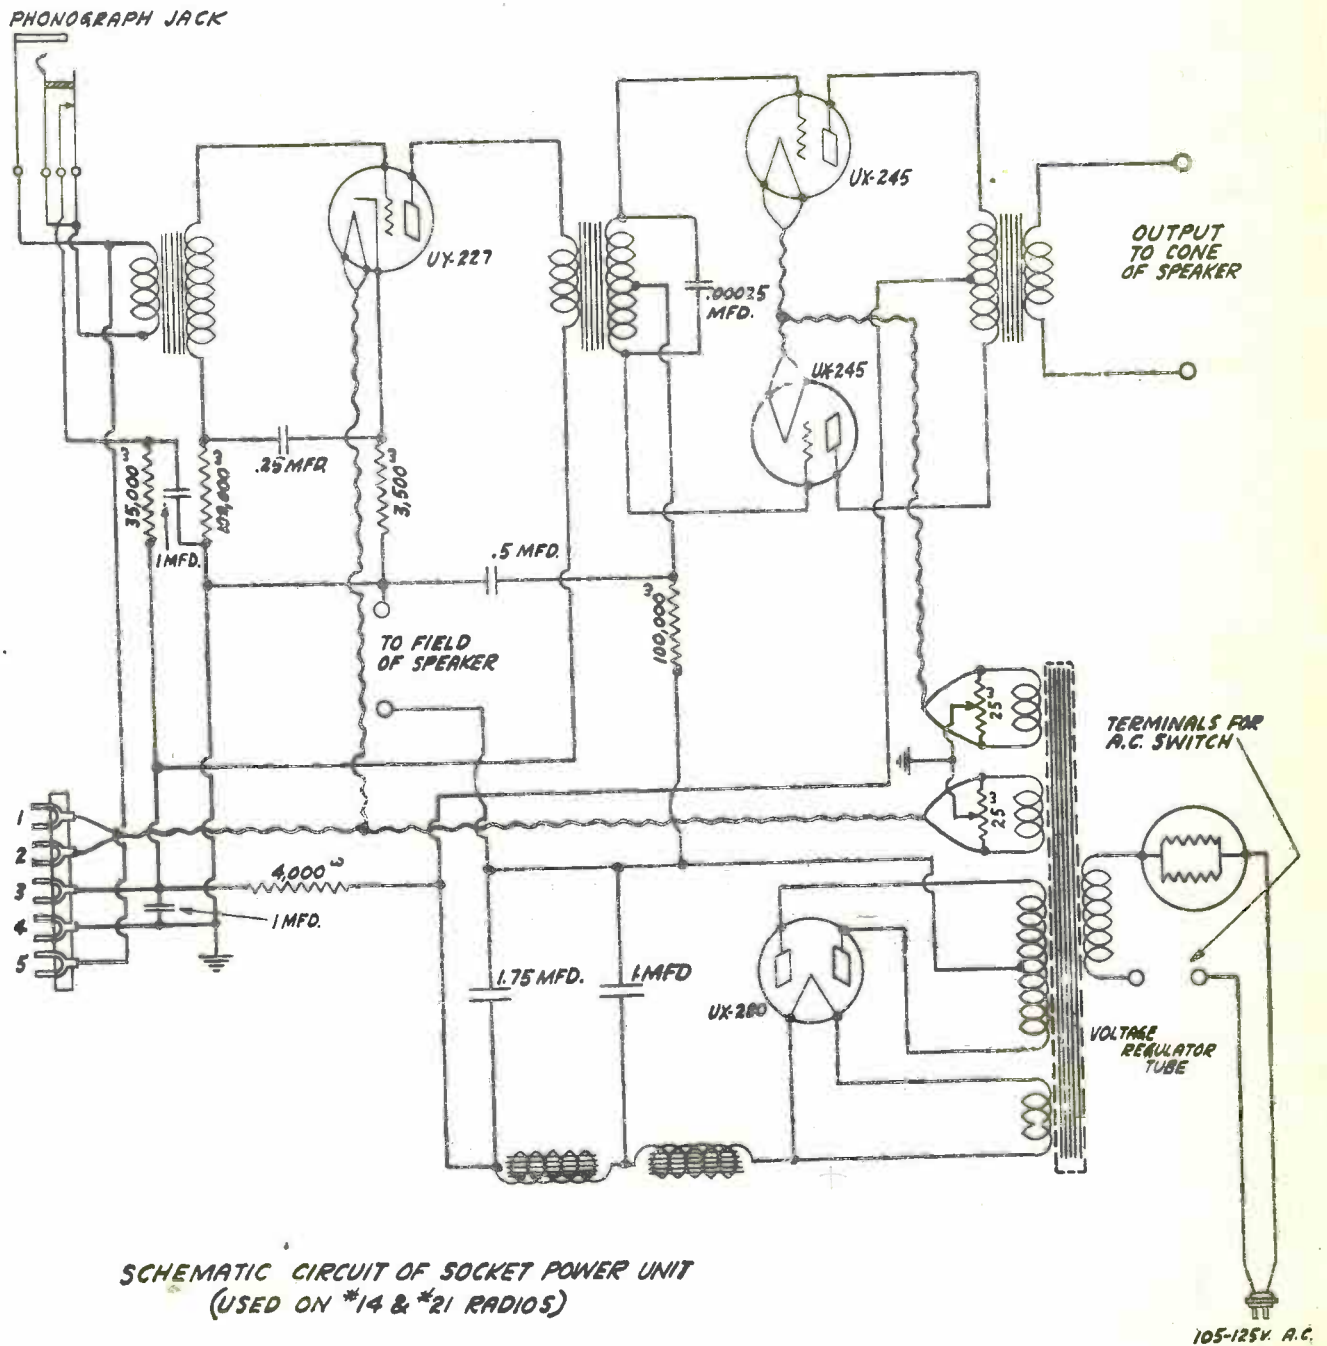 PHONOGRAPH JACK
UX-245
UY-227
OUTPUT
TO CONE
OF SPEAKER
.00035
MFD.
UX-245
.25 MFD.
35,000 ω
3,500 ω
1 MFD.
.5 MFD.
100,000 ω
TO FIELD
OF SPEAKER
25 ω
TERMINALS FOR
A.C. SWITCH
25 ω
1
2
3
4
5
4,000 ω
1 MFD.
1.75 MFD.
1 MFD
UX-280
VOLTAGE
REGULATOR
TUBE
SCHEMATIC CIRCUIT OF SOCKET POWER UNIT
(USED ON #14 & #21 RADIOS)
105-125V. A.C.